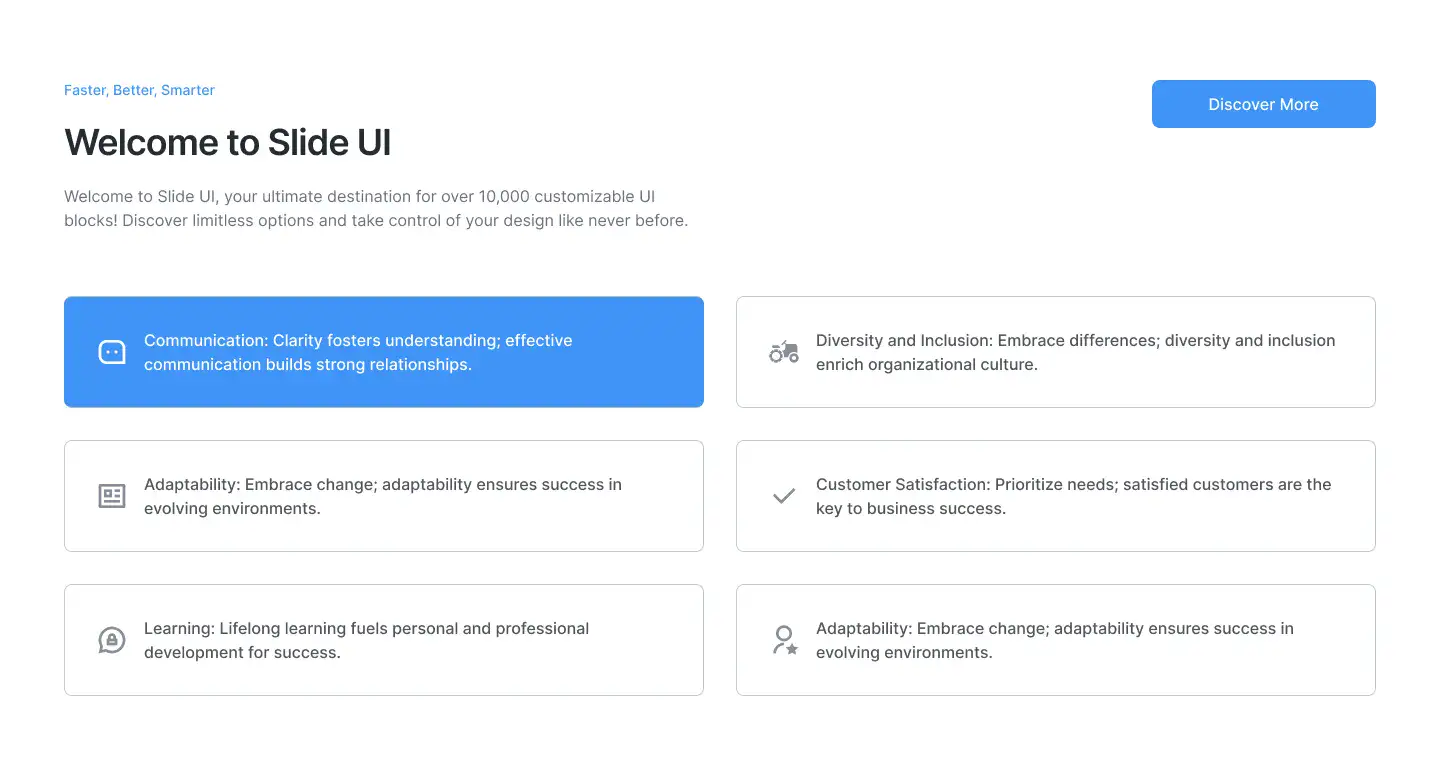 Faster, Better, Smarter
Discover More
Welcome to Slide UI
Welcome to Slide UI, your ultimate destination for over 10,000 customizable UI
blocks! Discover limitless options and take control of your design like never before.
Communication: Clarity fosters understanding; effective
communication builds strong relationships.
Diversity and Inclusion: Embrace differences; diversity and inclusion
enrich organizational culture.
Adaptability: Embrace change; adaptability ensures success in
evolving environments.
Customer Satisfaction: Prioritize needs; satisfied customers are the
key to business success.
Learning: Lifelong learning fuels personal and professional
development for success.
Adaptability: Embrace change; adaptability ensures success in
evolving environments.